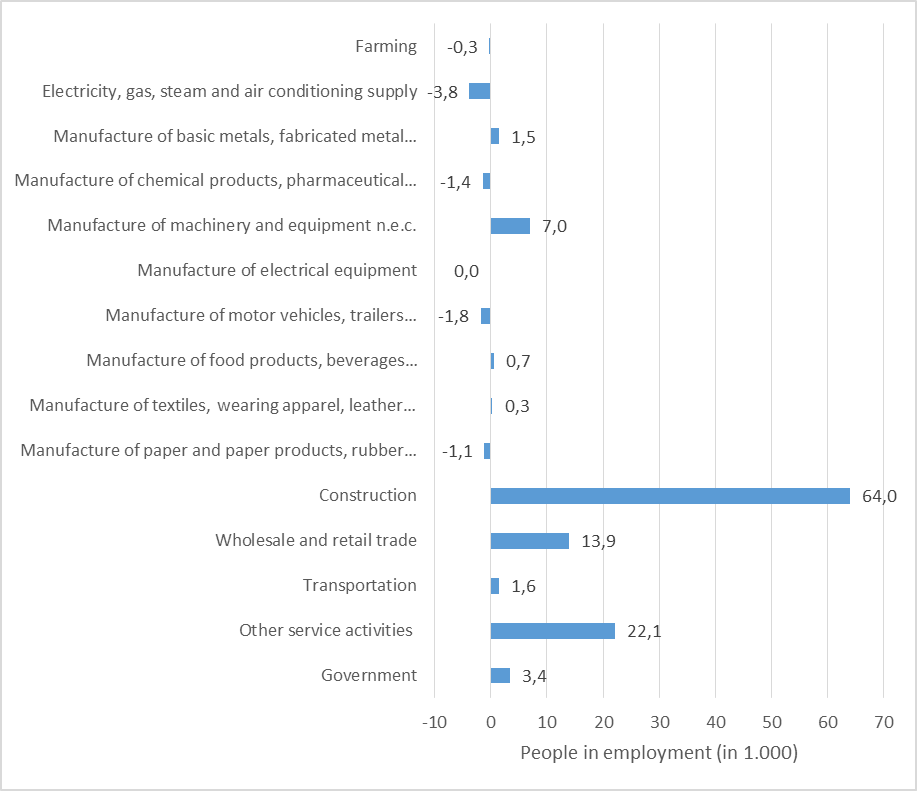 Farming -0,3
Electricity, gas, steam and air conditioning supply -3,8
Manufacture of basic metals, fabricated metal... 1,5
Manufacture of chemical products, pharmaceutical... -1,4
Manufacture of machinery and equipment n.e.c. 7,0
Manufacture of electrical equipment 0,0
Manufacture of motor vehicles, trailers... -1,8
Manufacture of food products, beverages... 0,7
Manufacture of textiles, wearing apparel, leather... 0,3
Manufacture of paper and paper products, rubber... -1,1
Construction 64,0
Wholesale and retail trade 13,9
Transportation 1,6
Other service activities 22,1
Government 3,4
-10 0 10 20 30 40 50 60 70
People in employment (in 1.000)